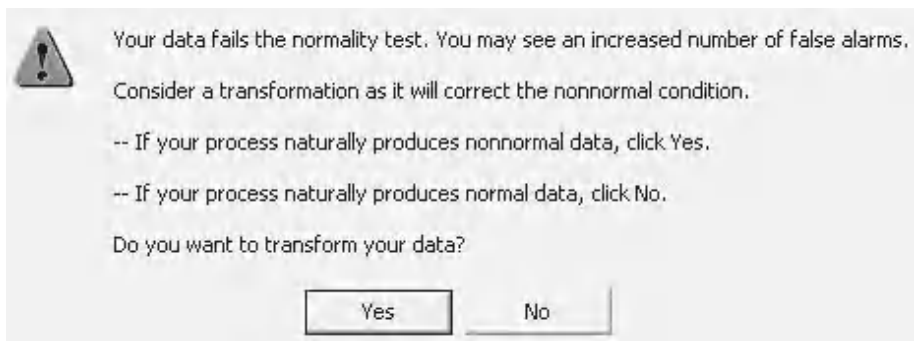 Your data fails the normality test. You may see an increased number of false alarms.
Consider a transformation as it will correct the nonnormal condition.
-- If your process naturally produces nonnormal data, click Yes.
-- If your process naturally produces normal data, click No.
Do you want to transform your data?
Yes
No